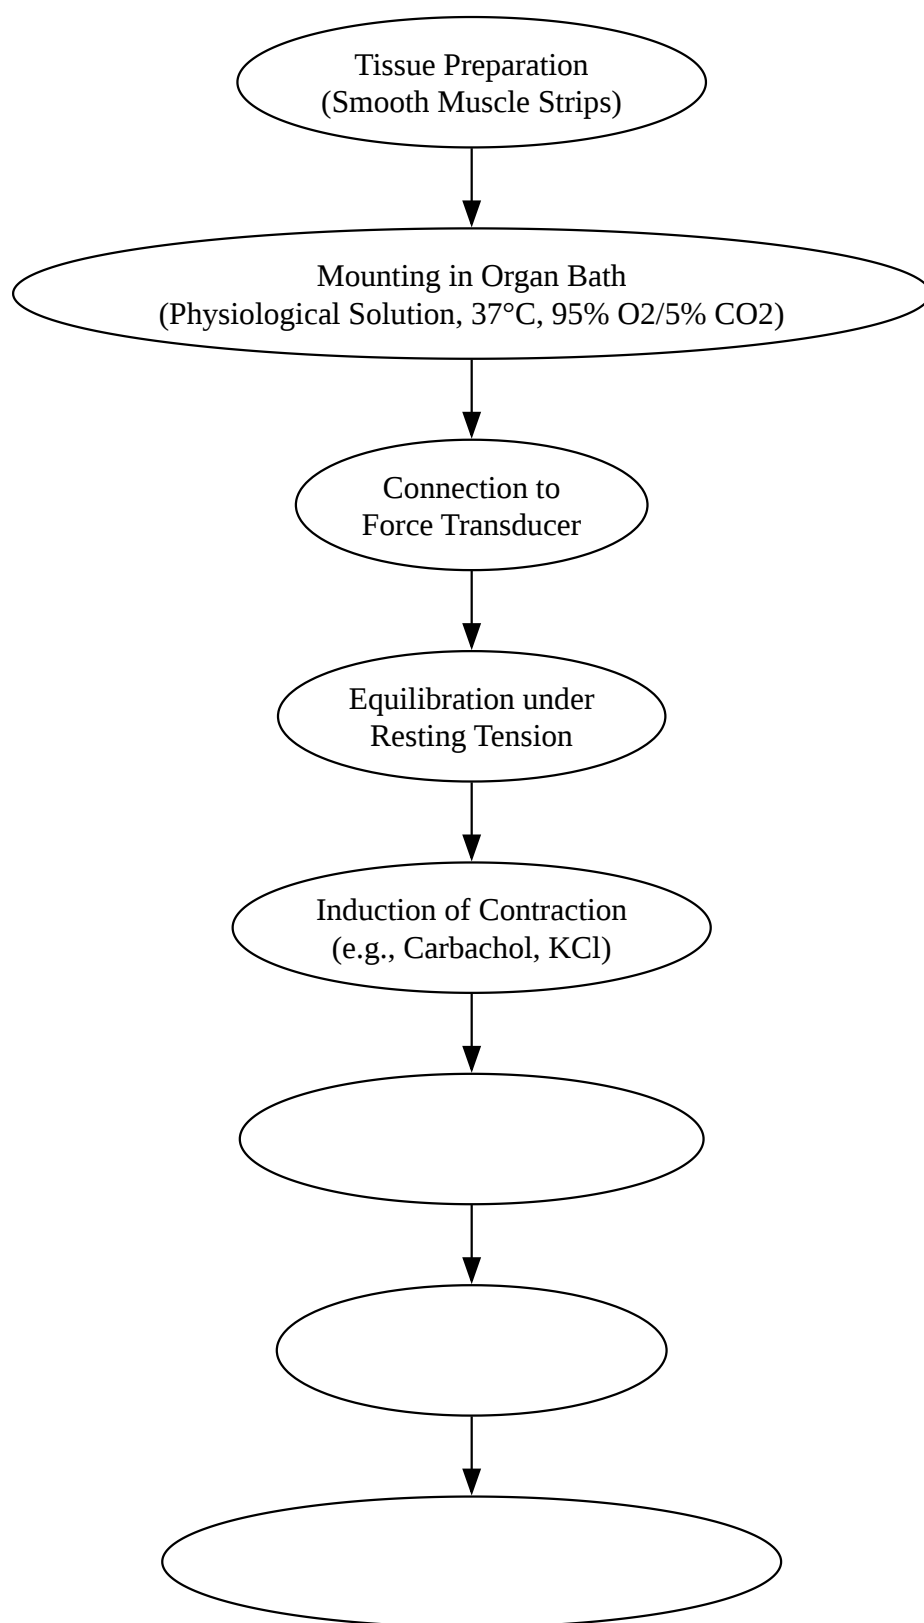 Tissue Preparation
(Smooth Muscle Strips)
Mounting in Organ Bath
(Physiological Solution, 37°C, 95% O2/5% CO2)
Connection to
Force Transducer
Equilibration under
Resting Tension
Induction of Contraction
(e.g., Carbachol, KCl)